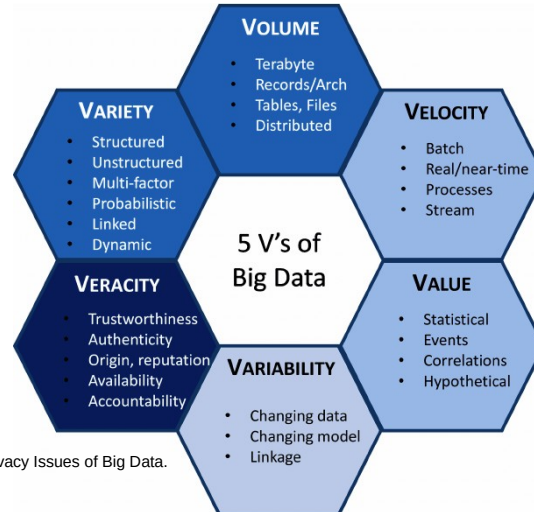 VOLUME
• Terabyte
• Records/Arch
• Tables, Files
• Distributed
VARIETY
• Structured
• Unstructured
• Multi-factor
• Probabilistic
• Linked
• Dynamic
VELOCITY
• Batch
• Real/near-time
• Processes
• Stream
5 V's of
Big Data
VERACITY
• Trustworthiness
• Authenticity
• Origin, reputation
• Availability
• Accountability
VALUE
• Statistical
• Events
• Correlations
• Hypothetical
VARIABILITY
• Changing data
• Changing model
• Linkage
vacy Issues of Big Data.